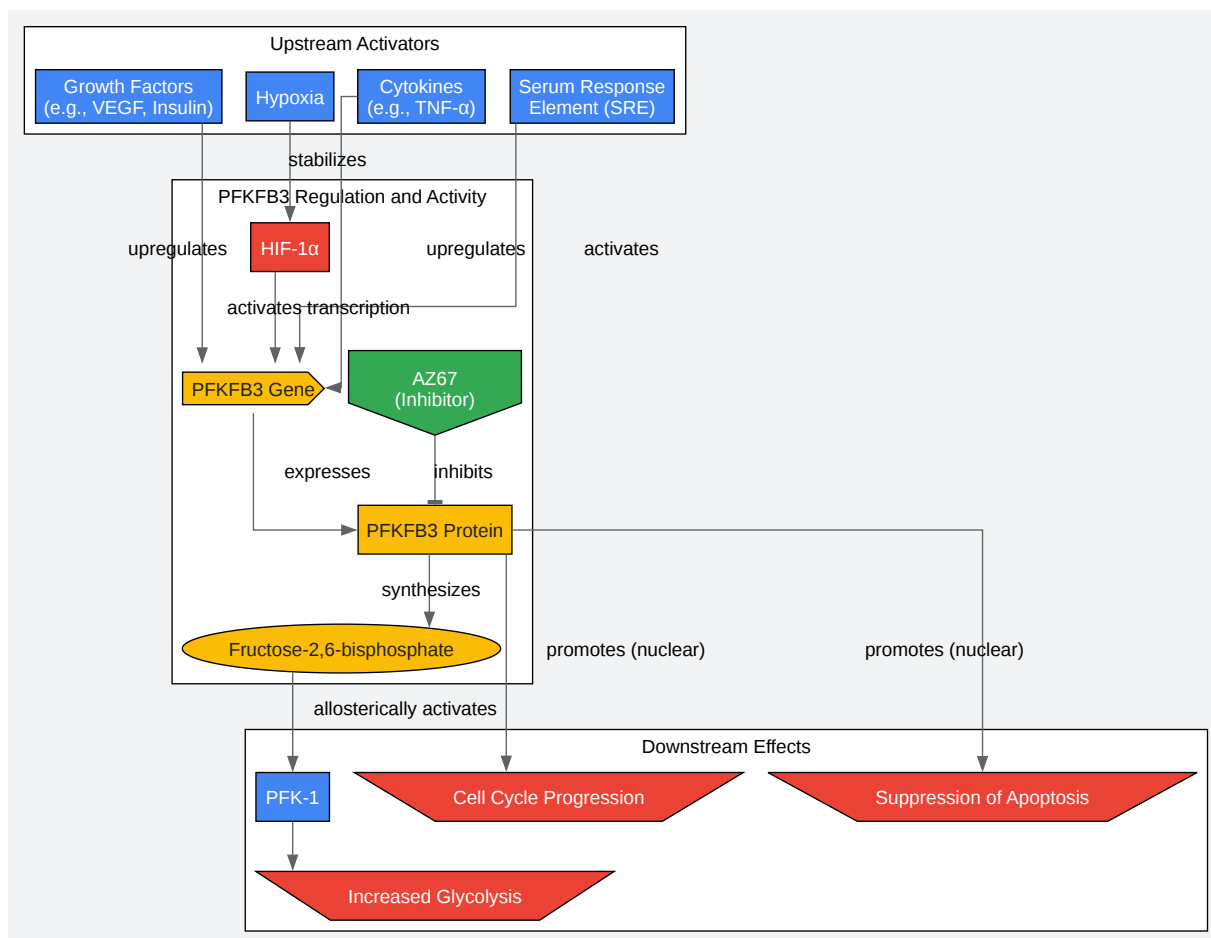 Upstream Activators
Growth Factors
(e.g., VEGF, Insulin)
Hypoxia
Cytokines
(e.g., TNF-α)
Serum Response
Element (SRE)
stabilizes
PFKFB3 Regulation and Activity
upregulates
HIF-1α
upregulates
activates
activates transcription
PFKFB3 Gene
AZ67
(Inhibitor)
expresses
inhibits
PFKFB3 Protein
synthesizes
Fructose-2,6-bisphosphate
promotes (nuclear)
promotes (nuclear)
allosterically activates
Downstream Effects
PFK-1
Cell Cycle Progression
Suppression of Apoptosis
Increased Glycolysis